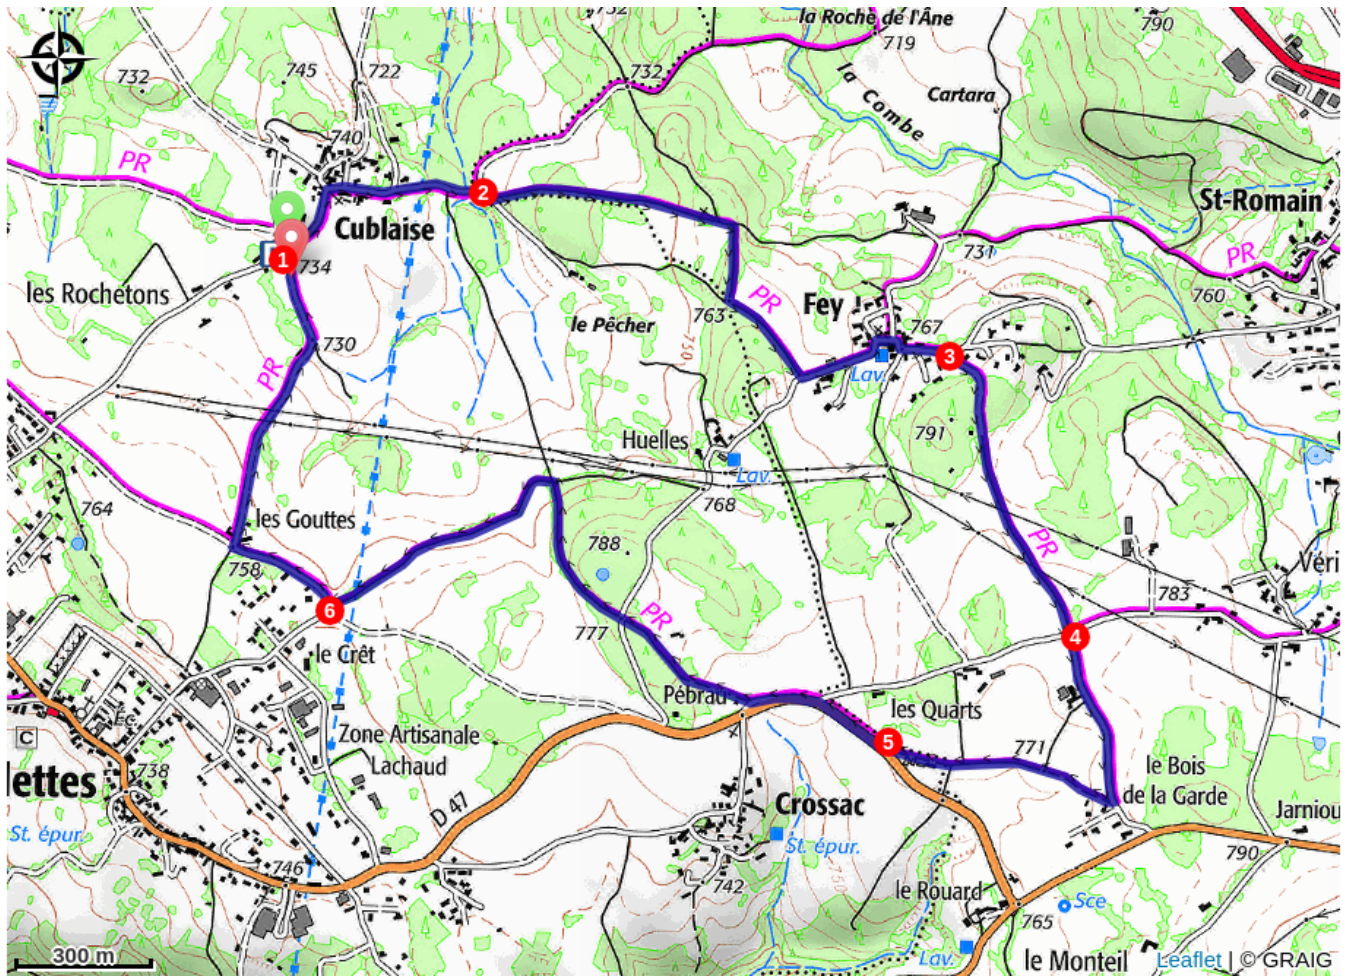 732
la Roche de l'Âne
719
790
732
745
722
732
la Combe
Cartara
740
PR
2
St-Romain
Cublaise
1
734
731
PR
les Rochetons
PR
760
Fey
le Pêcher
763
767
730
750
3
PR
Lav.
791
Huelles
Lav.
768
764
les Gouttes
788
PR
758
Véri
783
6
PR
777
4
le Crêt
Pébrau
les Quarts
Éc.
C
Zone Artisanale
Lachaud
5
771
le Bois
de la Garde
lettes
738
D 47
Crossac
Jarniou
St. épur.
St. épur.
790
746
742
le Rouard
Sce
765
Lav.
le Monteil
300 m
Leaflet | © GRAIG